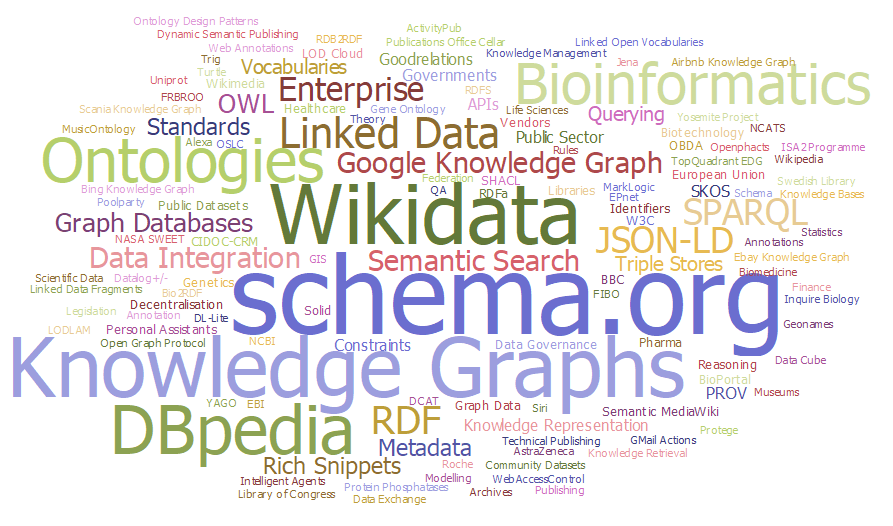 Ontology Design Patterns
ActivityPub
Dynamic Semantic Publishing
RDB2RDF
Publications Office Cellar
Linked Open Vocabularies
Web Annotations
LOD Cloud
Goodrelations
Knowledge Management
Trig
Vocabularies
Jena
Airbnb Knowledge Graph
Turtle
Governments
Bioinformatics
Uniprot
Wikimedia
Enterprise
RDFS
FRBROO
OWL
APIs
Scania Knowledge Graph
Healthcare
Gene Ontology
Life Sciences
Querying
Yosemite Project
MusicOntology
Standards
Linked Data
Theory
Vendors
Biotechnology
NCATS
Alexa
OSLC
Public Sector
OBDA
Openphacts
ISA2Programme
Ontologies
Google Knowledge Graph
Rules
TopQuadrant EDG
Wikipedia
Federation
SHACL
European Union
Swedish Library
Bing Knowledge Graph
Wikidata
QA
RDFa
Libraries
MarkLogic
SKOS
Schema
Knowledge Bases
Poolparty
Public Datasets
EPnet
Graph Databases
Identifiers
SPARQL
W3C
Statistics
NASA SWEET
CIDOC-CRM
JSON-LD
Annotations
Data Integration
GIS
Semantic Search
Triple Stores
Ebay Knowledge Graph
Scientific Data
Datalog+/-
Genetics
BBC
Biomedicine
Linked Data Fragments
Bio2RDF
schema.org
FIBO
Finance
Decentralisation
Inquire Biology
Legislation
Annotation
DL-Lite
Solid
LODLAM
Personal Assistants
Geonames
Open Graph Protocol
NCBI
Constraints
Data Governance
Pharma
Knowledge Graphs
Reasoning
Data Cube
BioPortal
YAGO
EBI
DCAT
Graph Data
Siri
PROV
Museums
DBpedia
RDF
Semantic MediaWiki
Knowledge Representation
Protege
Metadata
Technical Publishing
GMail Actions
AstraZeneca
Knowledge Retrieval
Rich Snippets
Roche
Community Datasets
Intelligent Agents
Modelling
WebAccessControl
Library of Congress
Protein Phosphatases
Archives
Publishing
Data Exchange